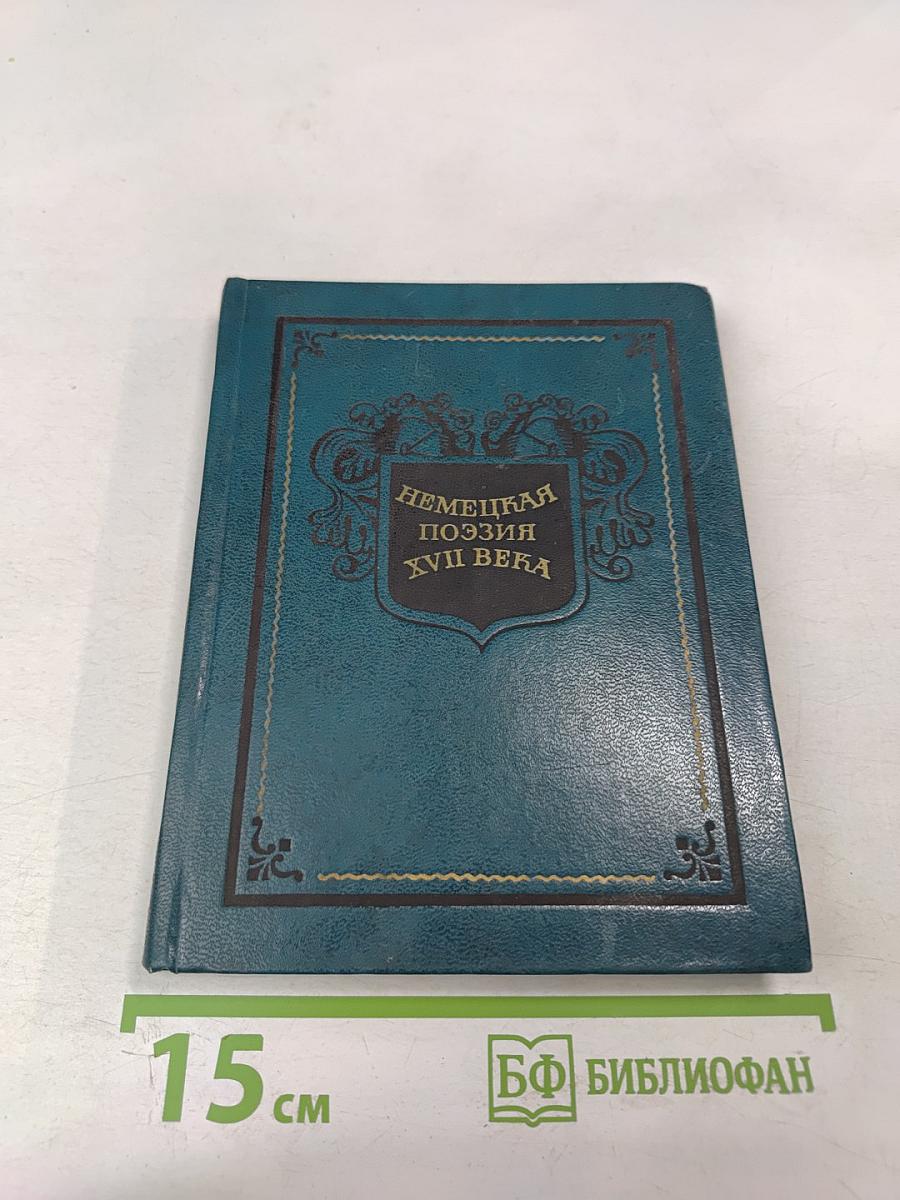 НЕМЕЦКАЯ
ПОЭЗИЯ
XVII ВЕКА
15 см
БФ БИБЛИОФАН